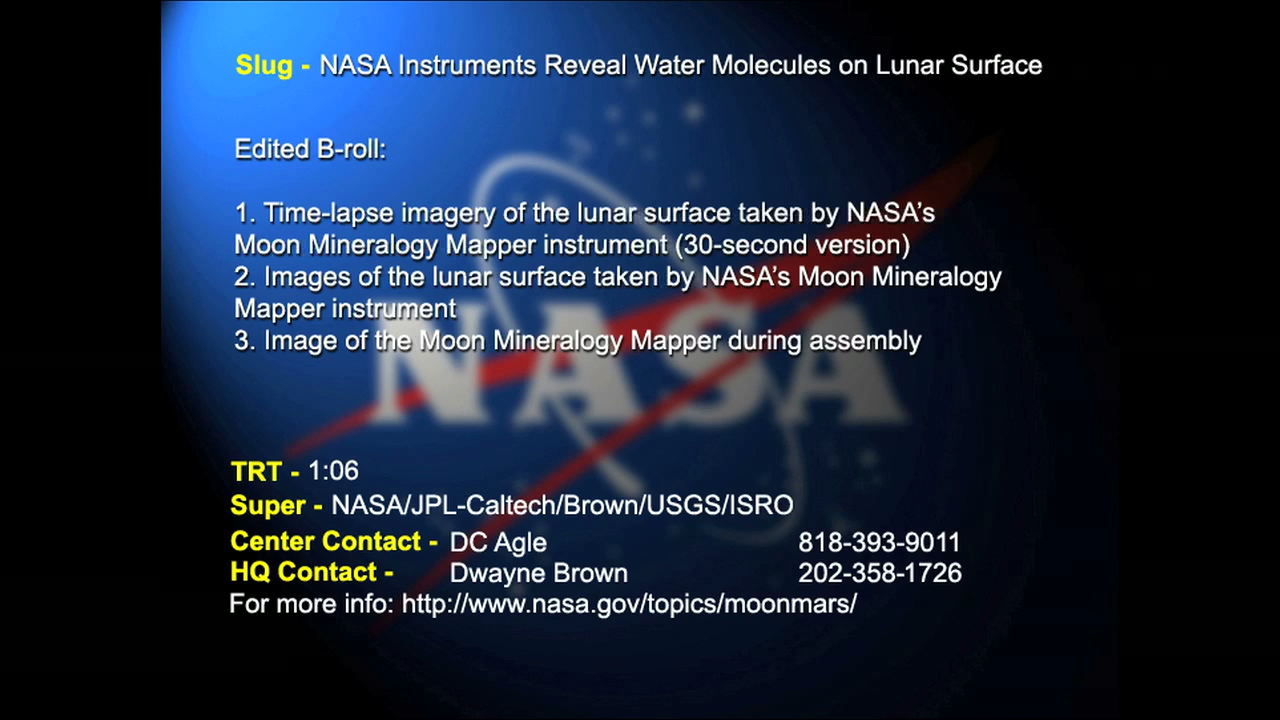 Slug - NASA Instruments Reveal Water Molecules on Lunar Surface
Edited B-roll:
1. Time-lapse imagery of the lunar surface taken by NASA’s
Moon Mineralogy Mapper instrument (30-second version)
2. Images of the lunar surface taken by NASA’s Moon Mineralogy
Mapper instrument
3. Image of the Moon Mineralogy Mapper during assembly
NASA
TRT - 1:06
Super - NASA/JPL-Caltech/Brown/USGS/ISRO
Center Contact - DC Agle 818-393-9011
HQ Contact - Dwayne Brown 202-358-1726
For more info: http://www.nasa.gov/topics/moonmars/